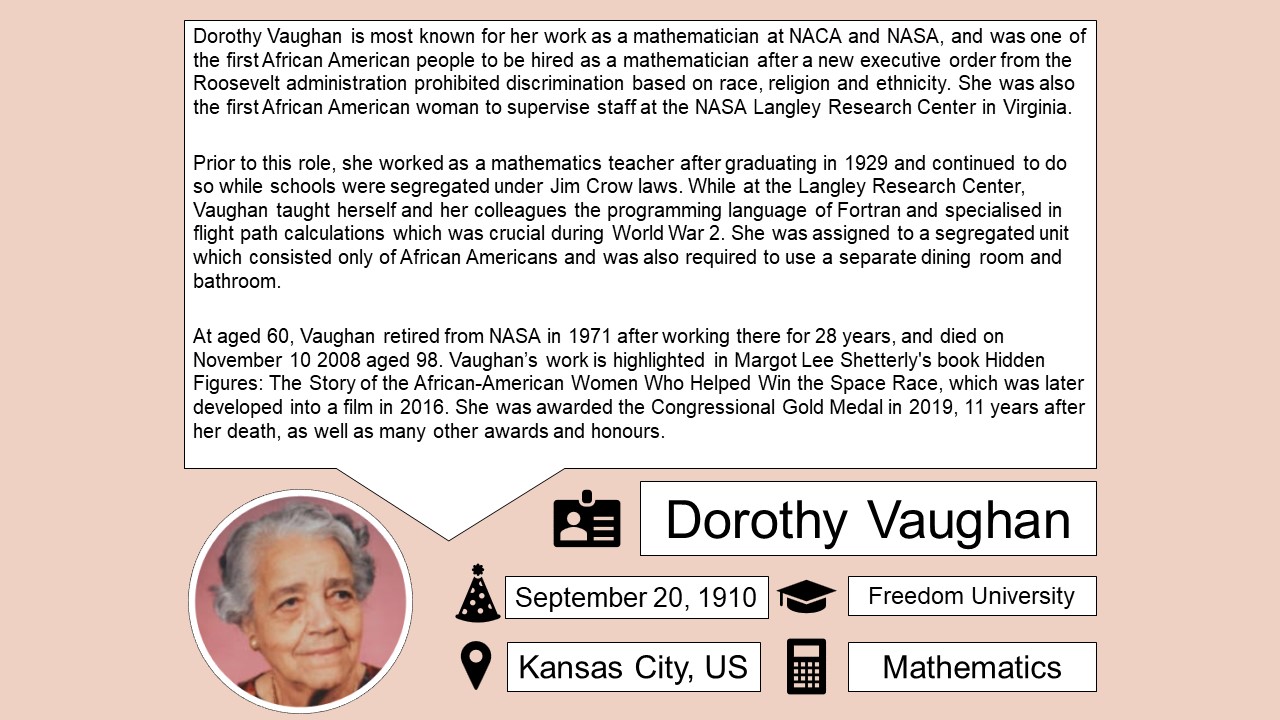 Dorothy Vaughan is most known for her work as a mathematician at NACA and NASA, and was one of
the first African American people to be hired as a mathematician after a new executive order from the
Roosevelt administration prohibited discrimination based on race, religion and ethnicity. She was also
the first African American woman to supervise staff at the NASA Langley Research Center in Virginia.
Prior to this role, she worked as a mathematics teacher after graduating in 1929 and continued to do
so while schools were segregated under Jim Crow laws. While at the Langley Research Center,
Vaughan taught herself and her colleagues the programming language of Fortran and specialised in
flight path calculations which was crucial during World War 2. She was assigned to a segregated unit
which consisted only of African Americans and was also required to use a separate dining room and
bathroom.
At aged 60, Vaughan retired from NASA in 1971 after working there for 28 years, and died on
November 10 2008 aged 98. Vaughan’s work is highlighted in Margot Lee Shetterly's book Hidden
Figures: The Story of the African-American Women Who Helped Win the Space Race, which was later
developed into a film in 2016. She was awarded the Congressional Gold Medal in 2019, 11 years after
her death, as well as many other awards and honours.
Dorothy Vaughan
September 20, 1910
Freedom University
Kansas City, US
Mathematics